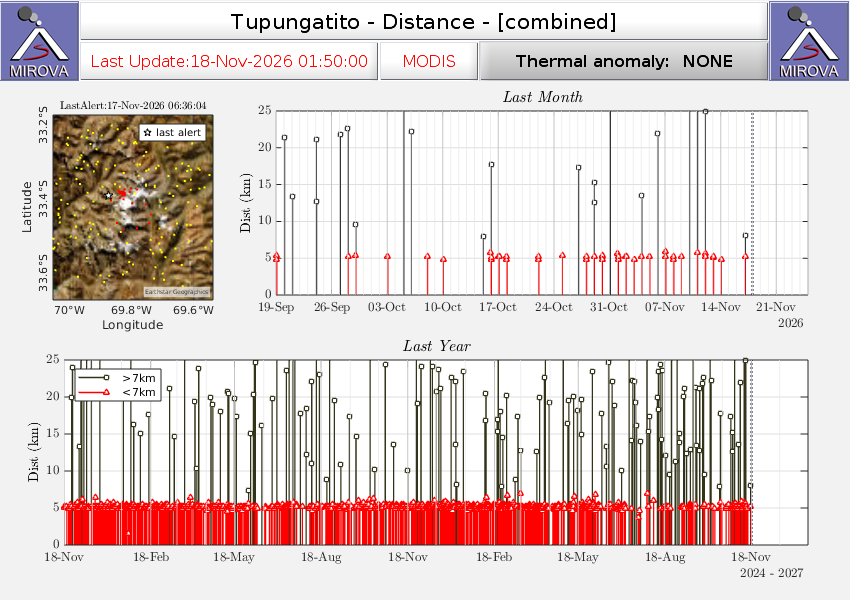 MIROVA
Tupungatito - Distance - [combined]
Last Update:18-Nov-2026 01:50:00
MODIS
Thermal anomaly: NONE
MIROVA
LastAlert:17-Nov-2026 06:36:04
last alert
33.2°S
33.4°S
33.6°S
Latitude
Earthstar Geographics
70°W 69.8°W 69.6°W
Longitude
Last Month
25
20
15
10
5
0
Dist (km)
19-Sep 26-Sep 03-Oct 10-Oct 17-Oct 24-Oct 31-Oct 07-Nov 14-Nov 21-Nov
2026
Last Year
25
20
15
10
5
0
Dist (km)
>7km
<7km
18-Nov 18-Feb 18-May 18-Aug 18-Nov 18-Feb 18-May 18-Aug 18-Nov
2024 - 2027